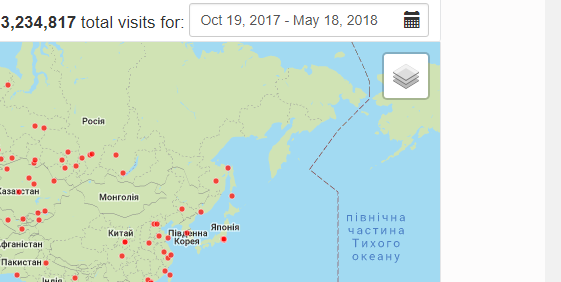 3,234,817 total visits for: Oct 19, 2017 - May 18, 2018
Росія
Казахстан
Монголія
Китай
Південна
Корея
Японія
північна
частина
Тихого
океану
фганістан
Пакистан
Індія